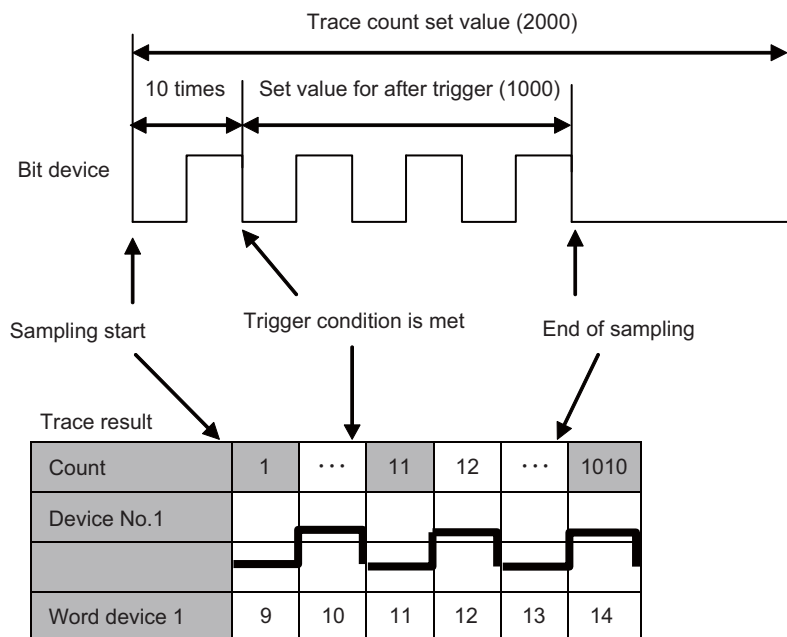 Trace count set value (2000)
10 times
Set value for after trigger (1000)
Bit device
Sampling start
Trigger condition is met
End of sampling
Trace result
Count 1 ··· 11 12 ··· 1010
Device No.1
Word device 1 9 10 11 12 13 14